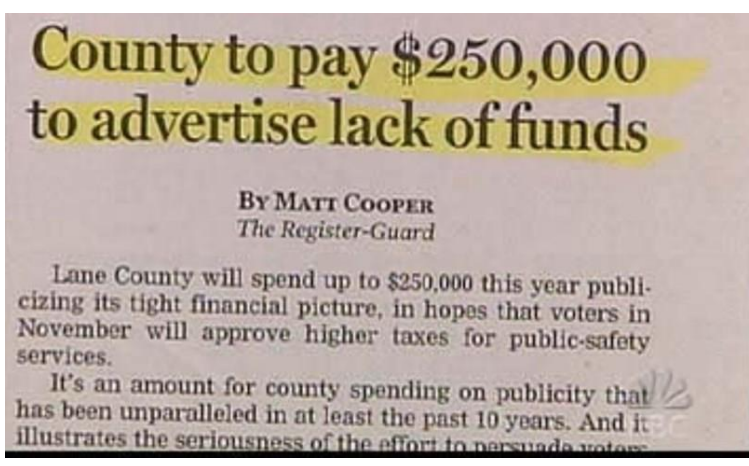 County to pay $250,000
to advertise lack of funds
BY MATT COOPER
The Register-Guard
Lane County will spend up to $250,000 this year publi-
cizing its tight financial picture, in hopes that voters in
November will approve higher taxes for public-safety
services.
It's an amount for county spending on publicity that
has been unparalleled in at least the past 10 years. And it
illustrates the seriousness of the effort to persuade voters